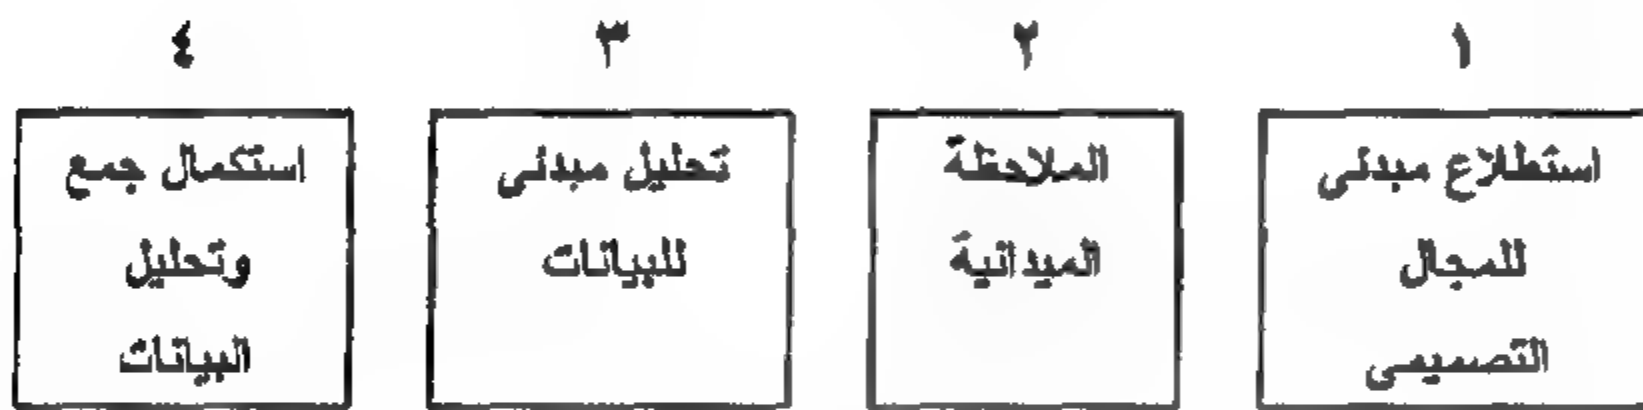 ١
استطلاع مبدئى
للمجال
التصميمى
٢
الملاحظة
الميدانية
٣
تحليل مبدئى
للبيانات
٤
استكمال جمع
وتحليل
البيانات